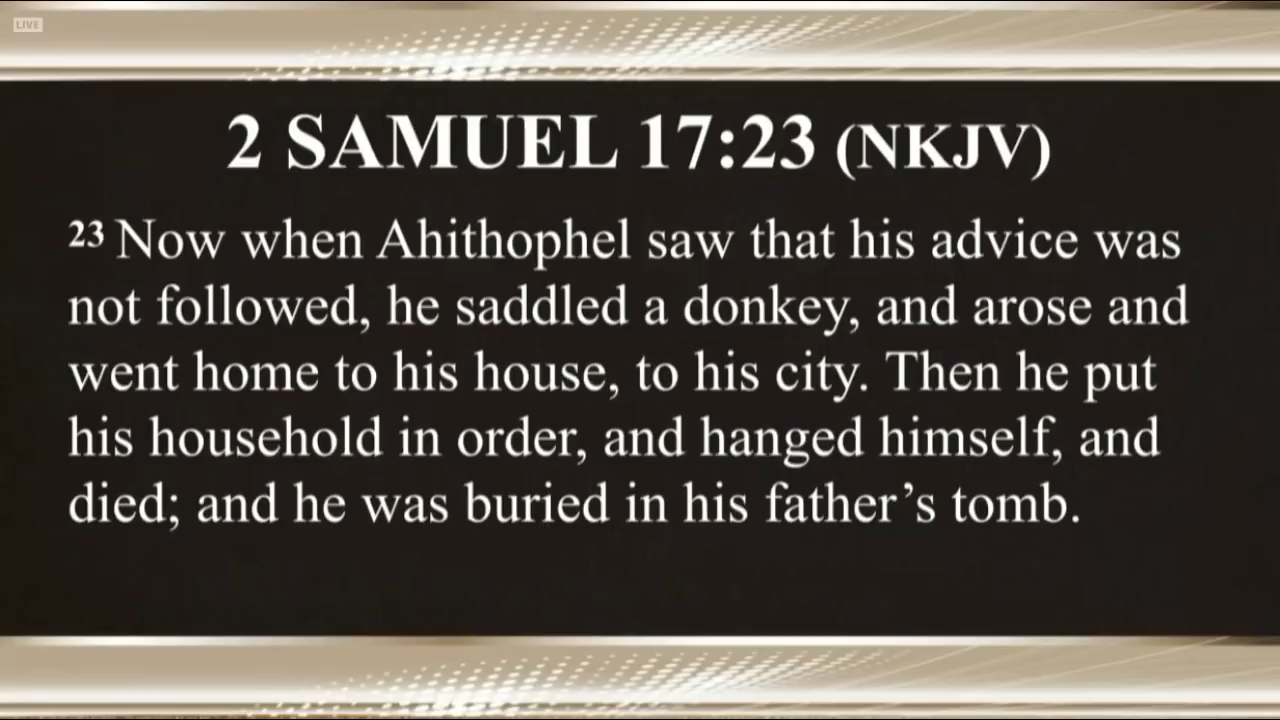 LIVE
2 SAMUEL 17:23 (NKJV)
23 Now when Ahithophel saw that his advice was
not followed, he saddled a donkey, and arose and
went home to his house, to his city. Then he put
his household in order, and hanged himself, and
died; and he was buried in his father’s tomb.